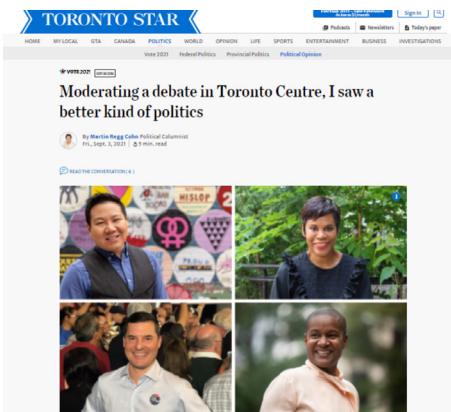 TORONTO STAR
Sign In
Podcasts Newsletters Today's paper
HOME MY LOCAL GTA CANADA POLITICS WORLD OPINION LIFE SPORTS ENTERTAINMENT BUSINESS INVESTIGATIONS
Vote 2021 Federal Politics Provincial Politics Political Opinion
VOTE 2021 OPINION
Moderating a debate in Toronto Centre, I saw a
better kind of politics
By Martin Regg Cohn Political Columnist
Fri., Sept. 3, 2021 5 min. read
READ THE CONVERSATION
HISLOP